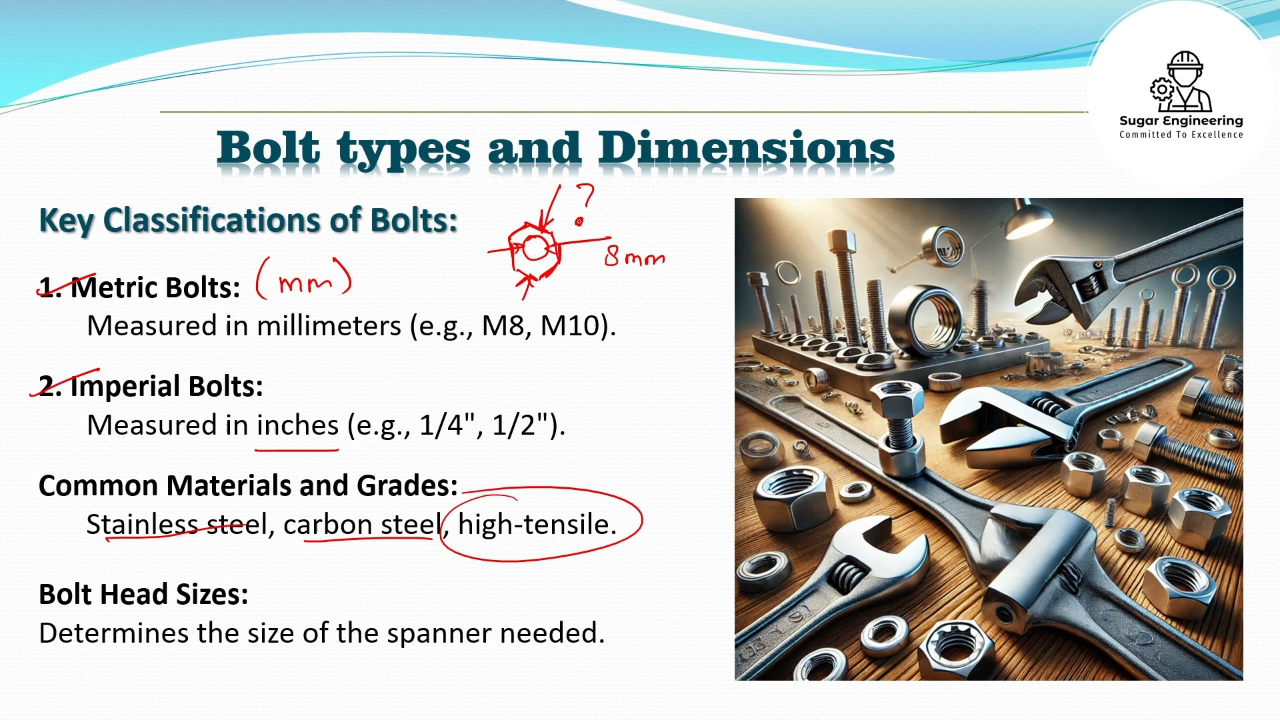 Sugar Engineering
Committed To Excellence
Bolt types and Dimensions
Key Classifications of Bolts:
?
8mm
1. Metric Bolts: (mm)
Measured in millimeters (e.g., M8, M10).
2. Imperial Bolts:
Measured in inches (e.g., 1/4", 1/2").
Common Materials and Grades:
Stainless steel, carbon steel, high-tensile.
Bolt Head Sizes:
Determines the size of the spanner needed.